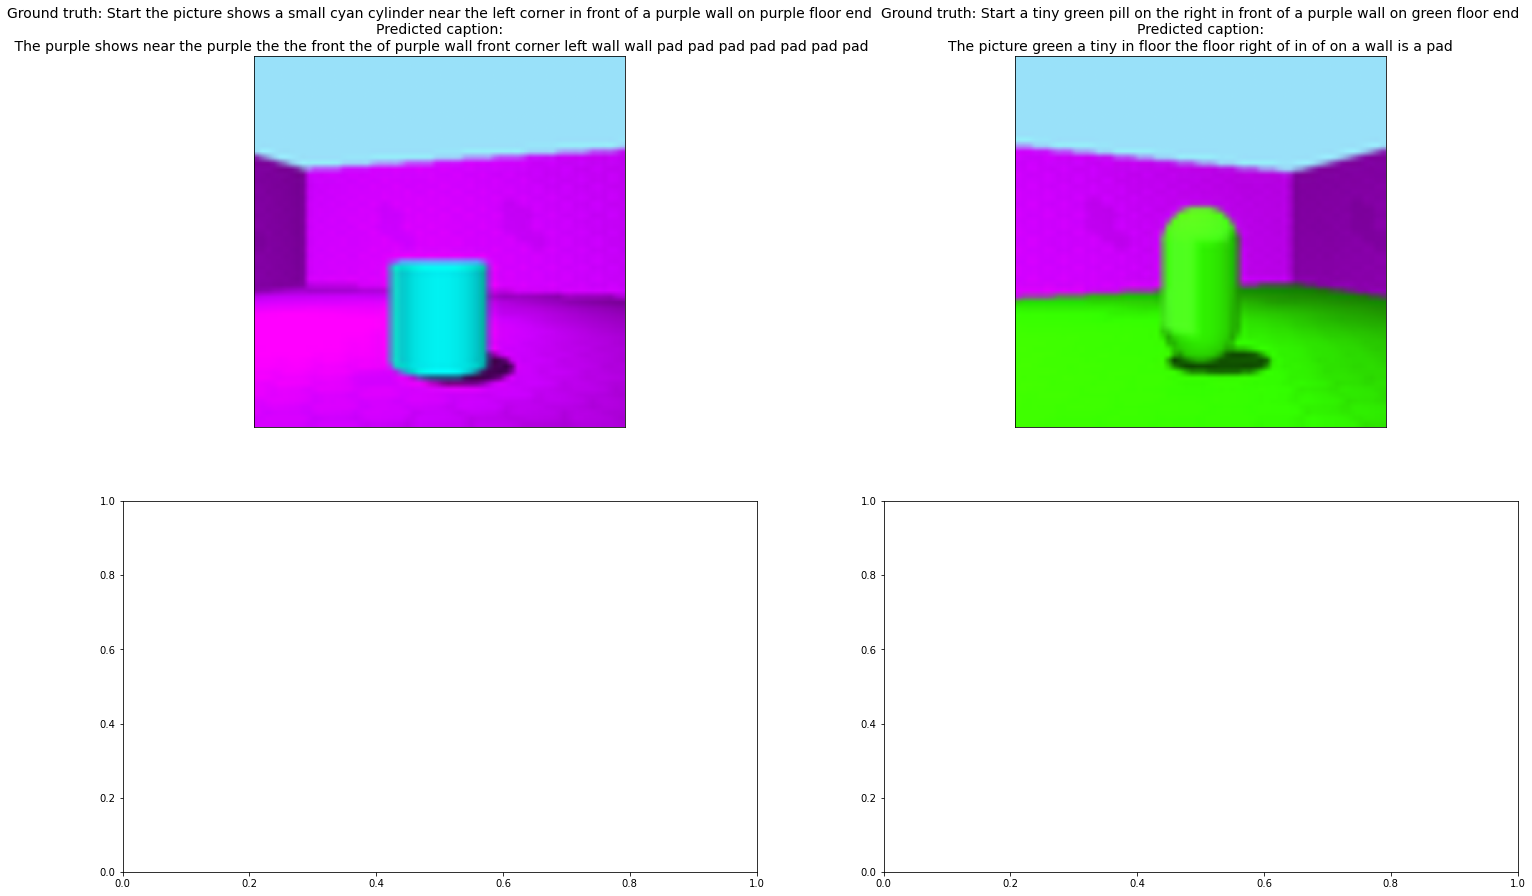 Ground truth: Start the picture shows a small cyan cylinder near the left corner in front of a purple wall on purple floor end
Predicted caption:
The purple shows near the purple the the front the of purple wall front corner left wall wall pad pad pad pad pad pad pad
Ground truth: Start a tiny green pill on the right in front of a purple wall on green floor end
Predicted caption:
The picture green a tiny in floor the floor right of in of on a wall is a pad
1.0
0.8
0.6
0.4
0.2
0.0
0.0 0.2 0.4 0.6 0.8 1.0
1.0
0.8
0.6
0.4
0.2
0.0
0.0 0.2 0.4 0.6 0.8 1.0